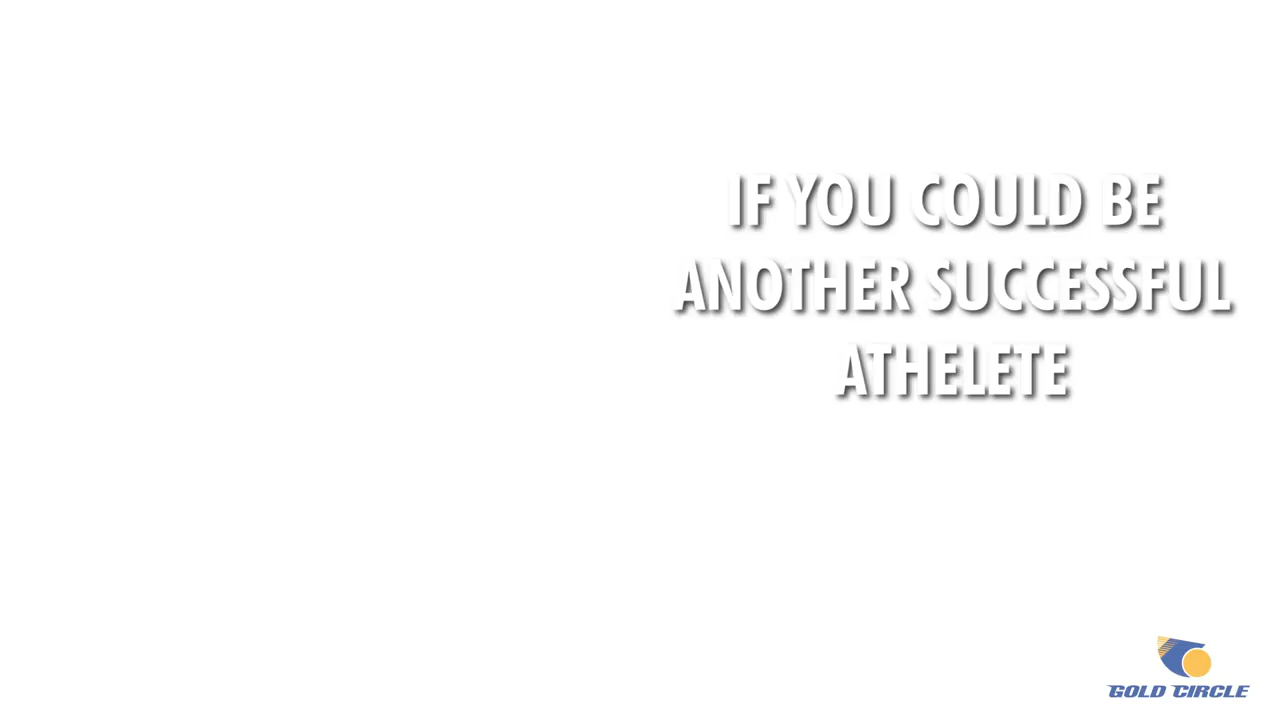 IF YOU COULD BE
ANOTHER SUCCESSFUL
ATHELETE
GOLD CIRCLE